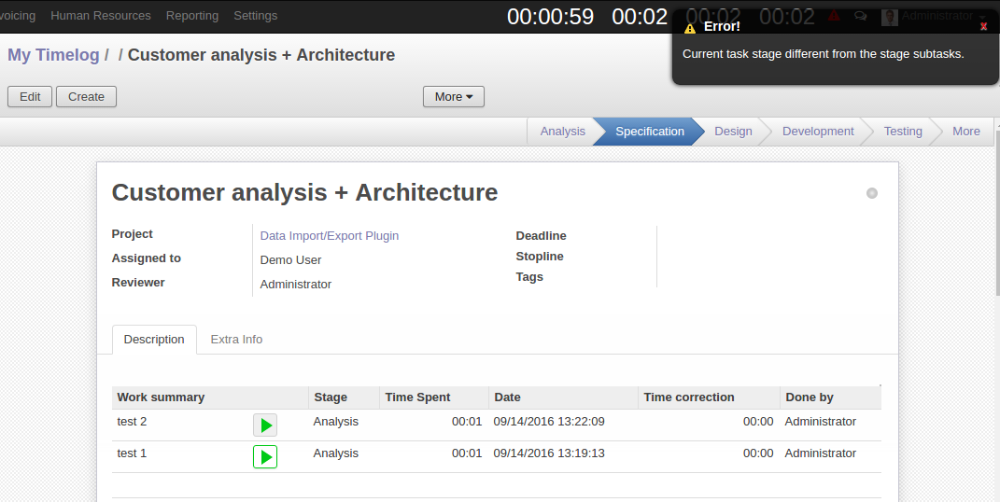 voicing Human Resources Reporting Settings 00:00:59 00:02 00:02 00:02 Administrator
Error!
x
Current task stage different from the stage subtasks.
My Timelog / / Customer analysis + Architecture
Edit Create More
Analysis Specification Design Development Testing More
Customer analysis + Architecture
Project Data Import/Export Plugin Deadline
Assigned to Demo User Stopline
Reviewer Administrator Tags
Description Extra Info
Work summary Stage Time Spent Date Time correction Done by
test 2 Analysis 00:01 09/14/2016 13:22:09 00:00 Administrator
test 1 Analysis 00:01 09/14/2016 13:19:13 00:00 Administrator